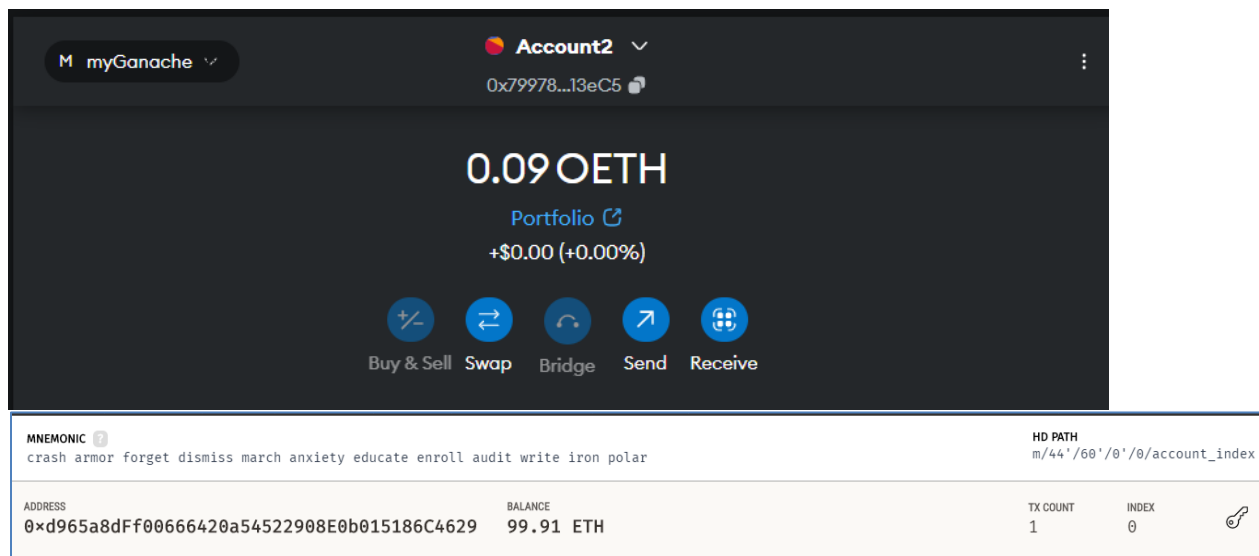 M myGanache
Account2
0x79978...13eC5
0.09 OETH
Portfolio
+$0.00 (+0.00%)
Buy & Sell Swap Bridge Send Receive
MNEMONIC ?
crash armor forget dismiss march anxiety educate enroll audit write iron polar
HD PATH
m/44'/60'/0'/0/account_index
ADDRESS BALANCE TX COUNT INDEX
0×d965a8dFf00666420a54522908E0b015186C4629 99.91 ETH 1 0